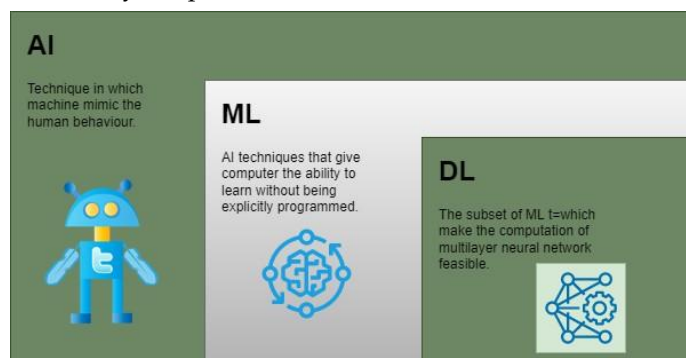 AI
Technique in which
machine mimic the
human behaviour.
ML
AI techniques that give
computer the ability to
learn without being
explicitly programmed.
DL
The subset of ML t=which
make the computation of
multilayer neural network
feasible.